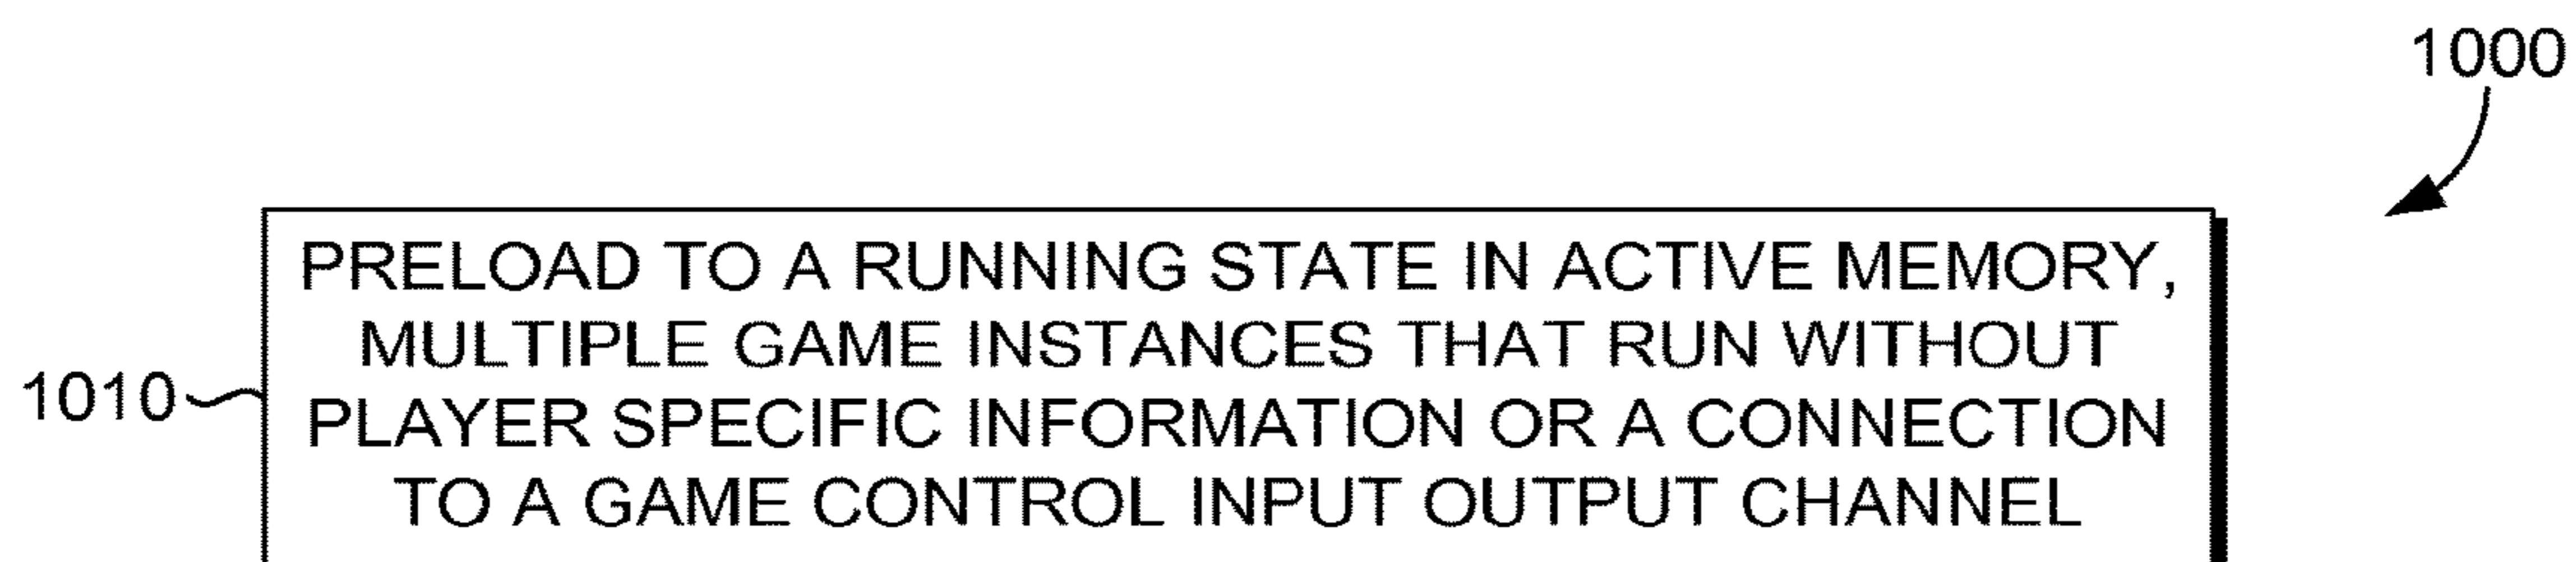 1000
PRELOAD TO A RUNNING STATE IN ACTIVE MEMORY,
MULTIPLE GAME INSTANCES THAT RUN WITHOUT
1010
PLAYER SPECIFIC INFORMATION OR A CONNECTION
TO A GAME CONTROL INPUT OUTPUT CHANNEL